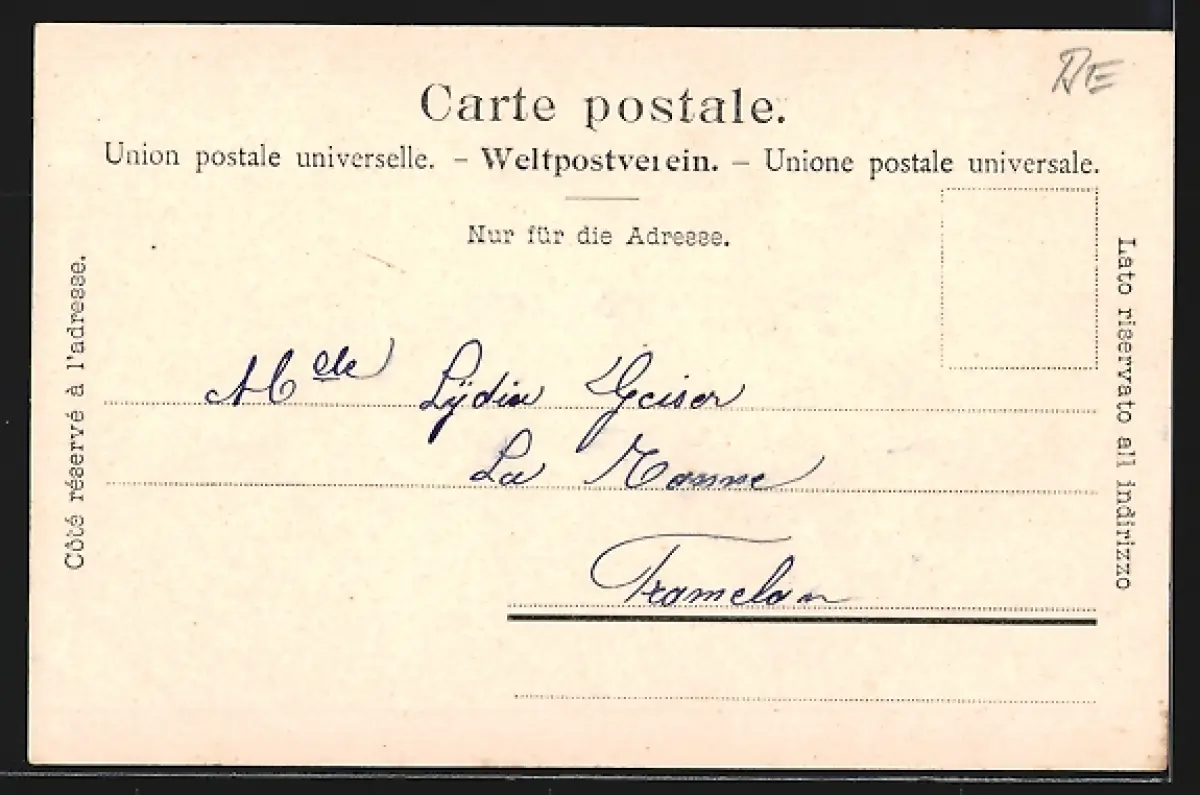 Carte postale.
Union postale universelle. – Weltpostverein. – Unione postale universale.
Nur für die Adresse.
Côté réservé à l'adresse.
Lato riservato all indirizzo
Mlle Lydia Geiser
La
Tramelan